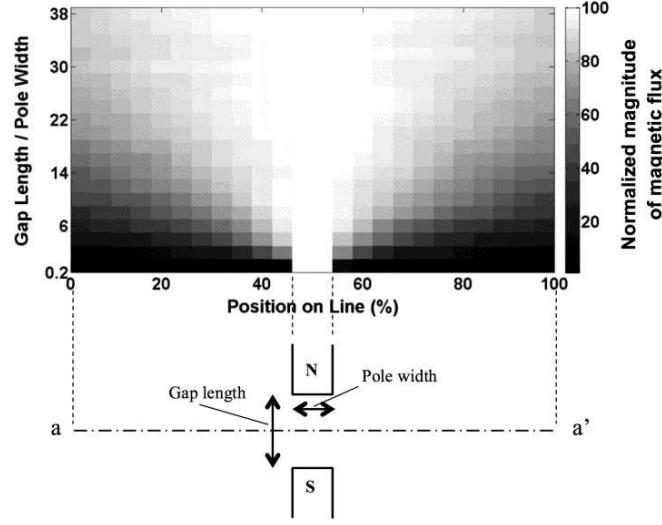 38
30
22
14
6
0.2
Gap Length / Pole Width
0 20 40 60 80 100
Position on Line (%)
100
80
60
40
20
Normalized magnitude
of magnetic flux
N
Pole width
Gap length
a a’
S